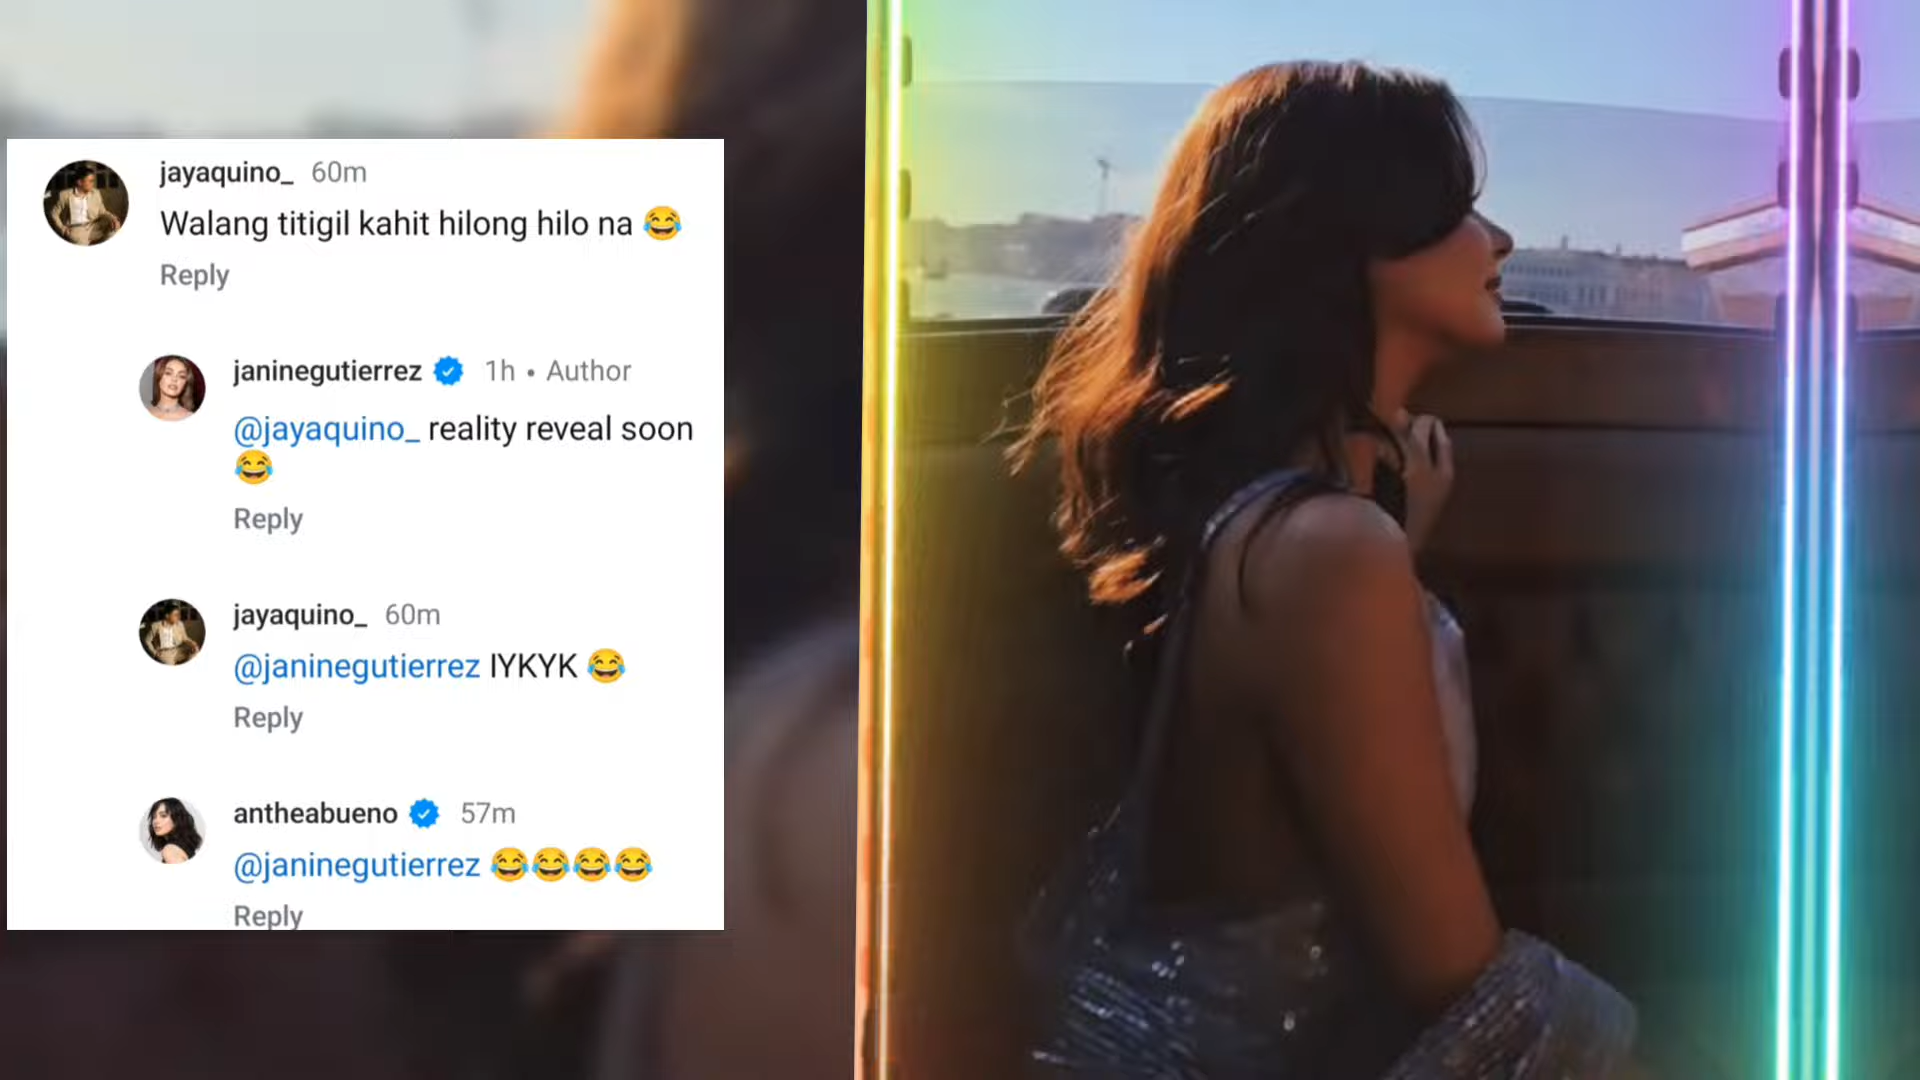 jayaquino_ 60m
Walang titigil kahit hilong hilo na 😂
Reply
janinegutierrez 1h • Author
@jayaquino_ reality reveal soon
😂
Reply
jayaquino_ 60m
@janinegutierrez IYKYK 😂
Reply
antheabueno 57m
@janinegutierrez 😂😂😂😂
Reply